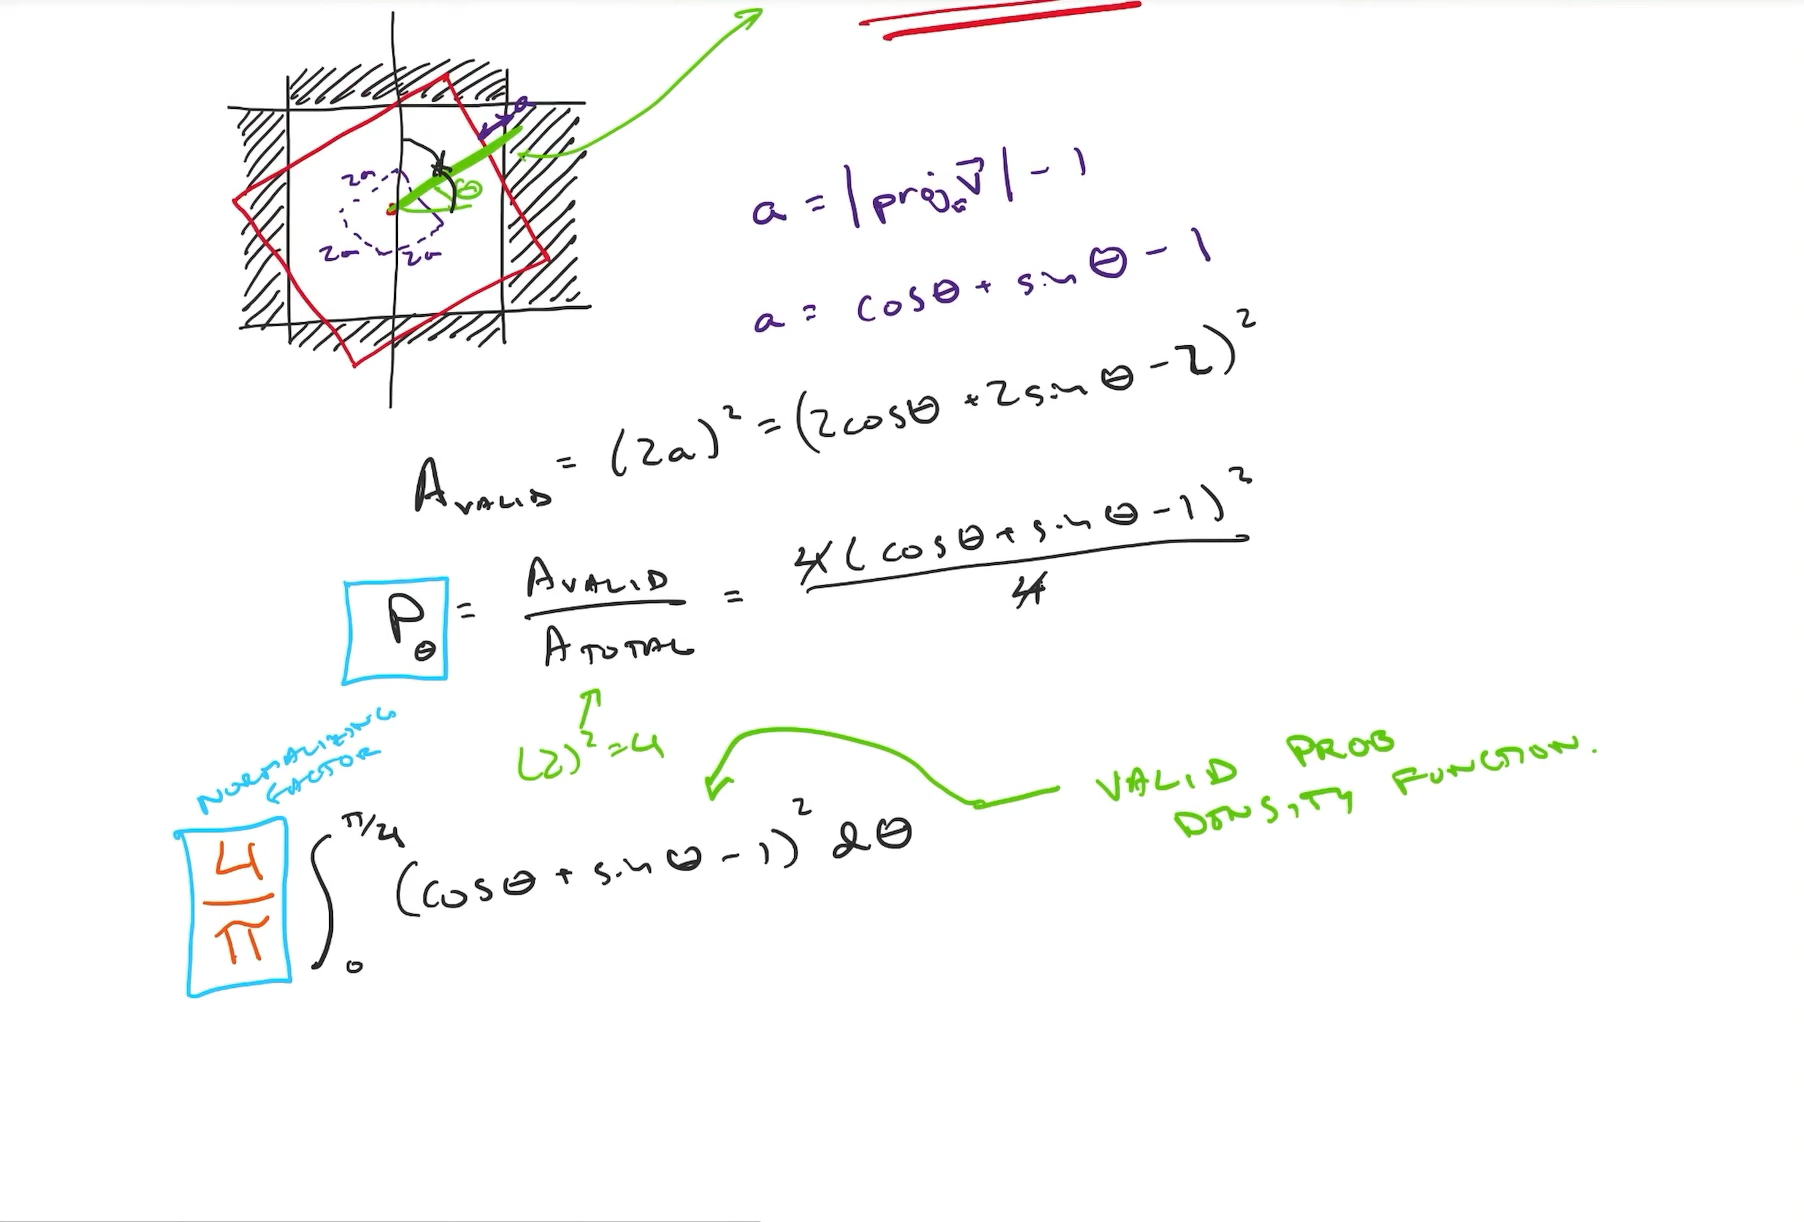 a
2a
θ
2a
2a
a = |proj_a v⃗| - 1
a = cosθ + sinθ - 1
A_VALID = (2a)² = (2cosθ + 2sinθ - 2)²
P_θ = A_VALID / A_TOTAL = 4(cosθ + sinθ - 1)² / 4
(2)² = 4
NORMALIZING
FACTOR
VALID PROB
DENSITY FUNCTION.
4/π ∫₀^π/4 (cosθ + sinθ - 1)² dθ